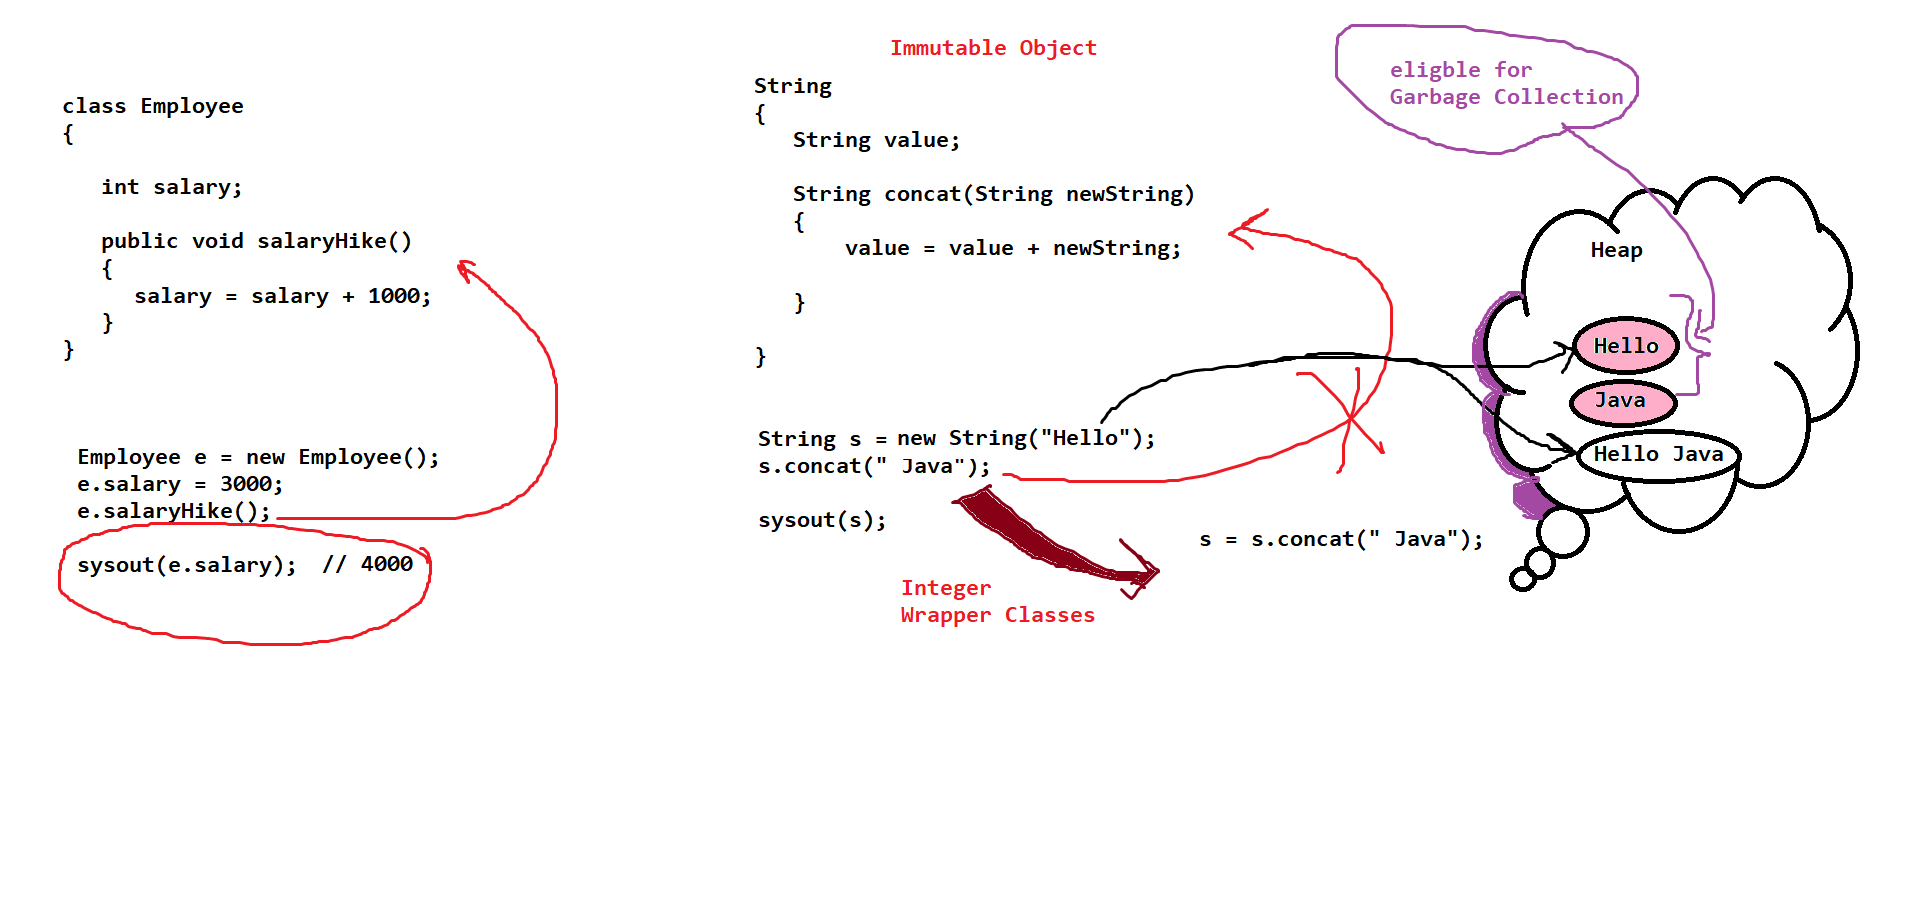 class Employee
{
int salary;
public void salaryHike()
{
salary = salary + 1000;
}
}
Employee e = new Employee();
e.salary = 3000;
e.salaryHike();
sysout(e.salary);  // 4000
Immutable Object
String
{
String value;
String concat(String newString)
{
value = value + newString;
}
}
String s = new String("Hello");
s.concat(" Java");
sysout(s);
s = s.concat(" Java");
Integer
Wrapper Classes
eligble for
Garbage Collection
Heap
Hello
Java
Hello Java